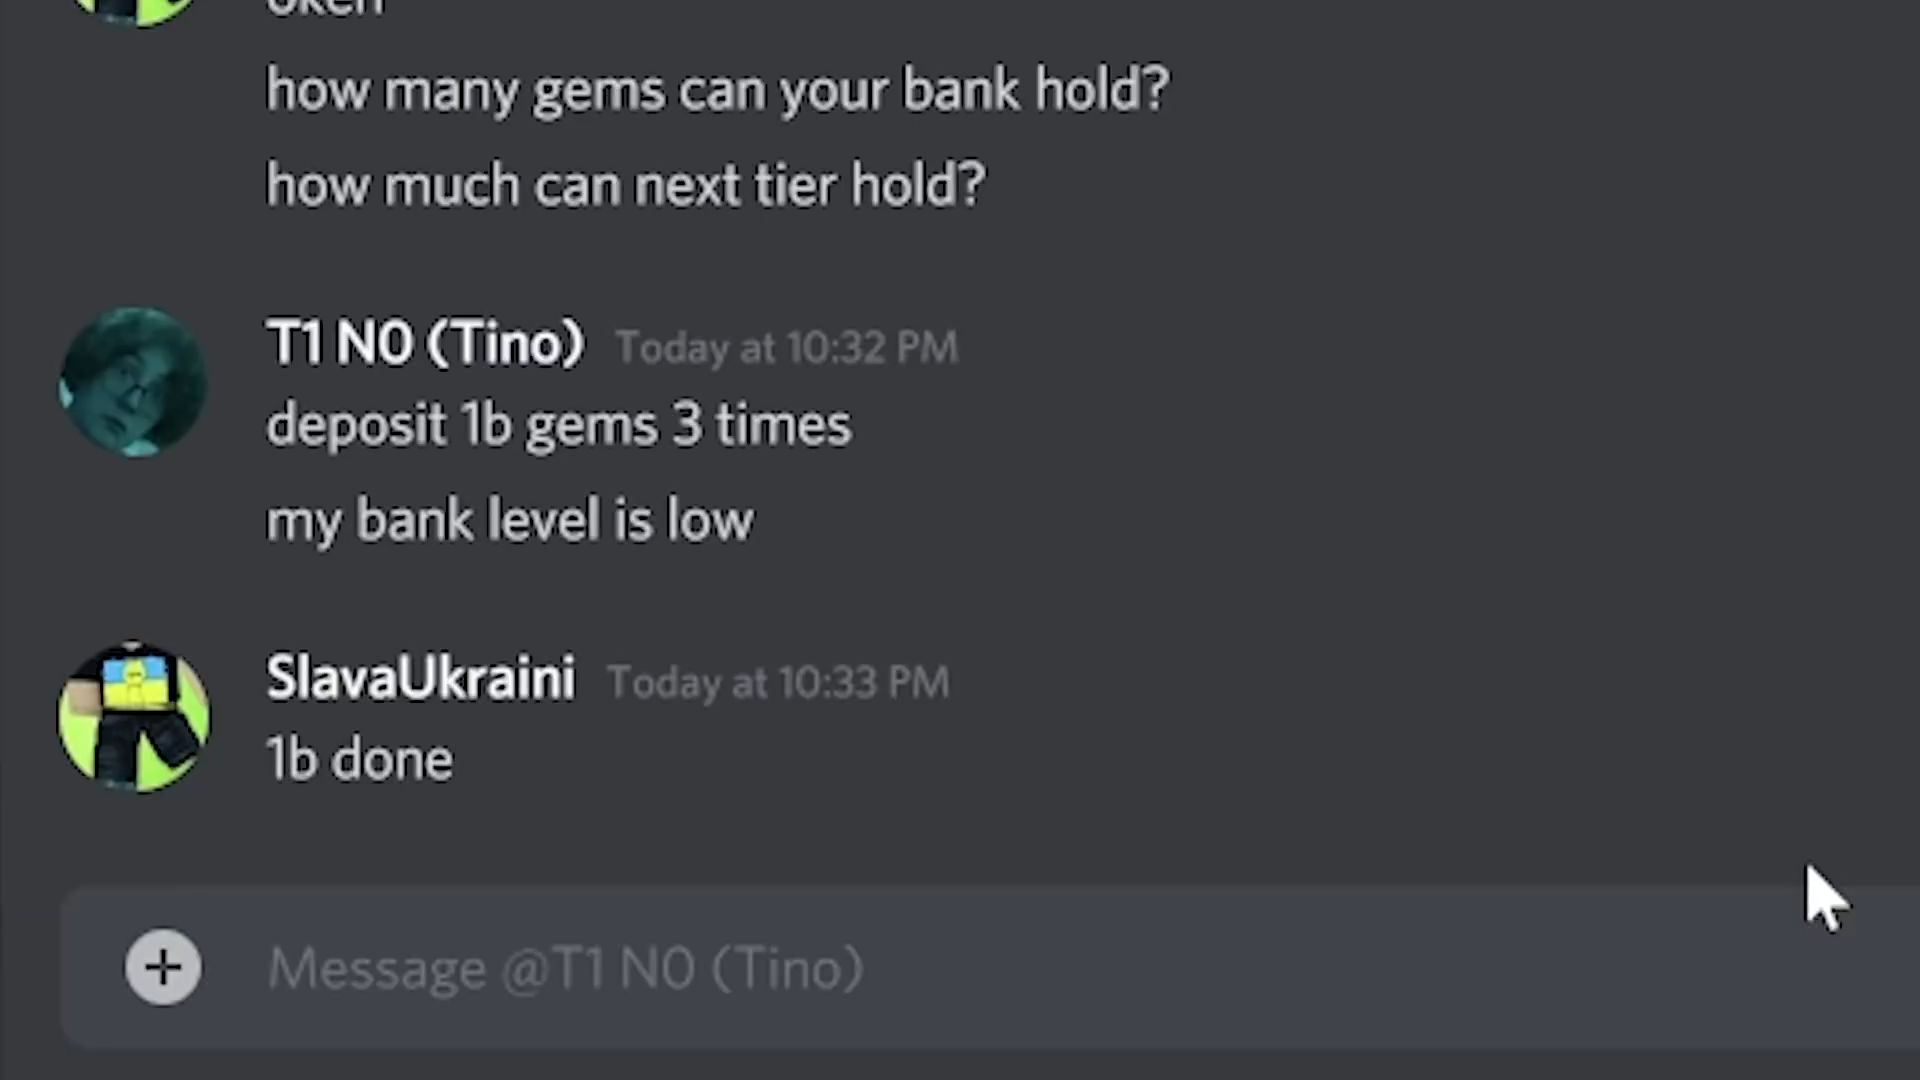 how many gems can your bank hold?
how much can next tier hold?
T1 N0 (Tino) Today at 10:32 PM
deposit 1b gems 3 times
my bank level is low
SlavaUkraini Today at 10:33 PM
1b done
Message @T1 N0 (Tino)